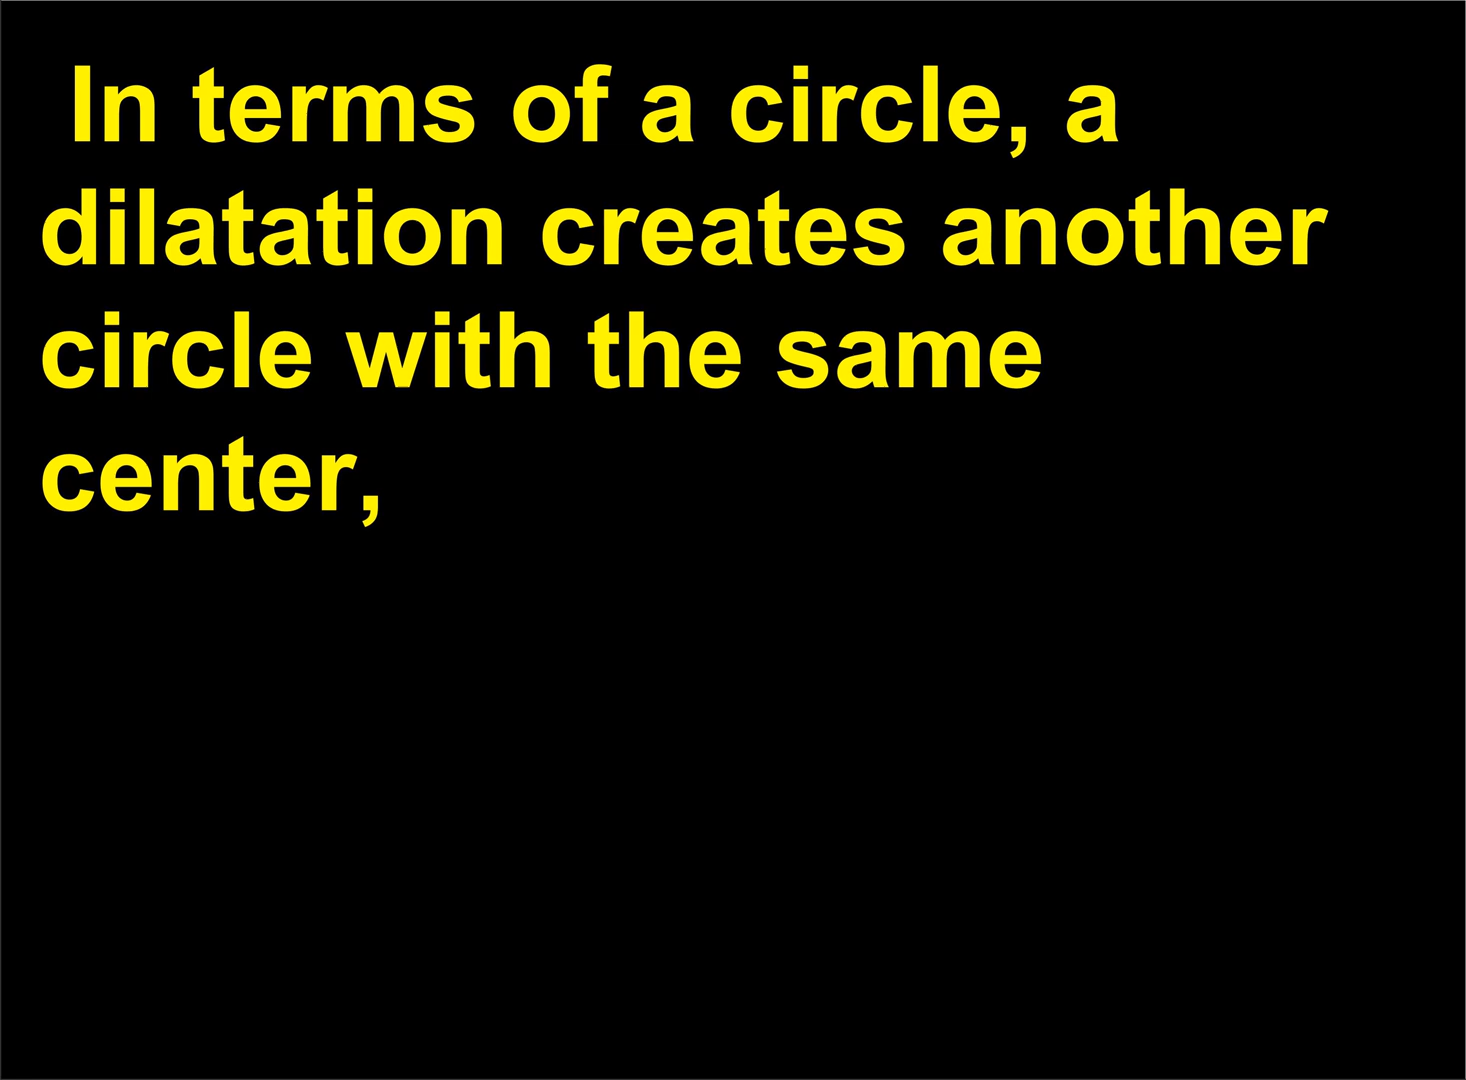 In terms of a circle, a
dilatation creates another
circle with the same
center,